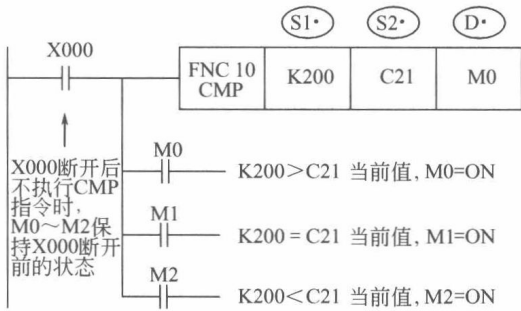 S1· S2· D·
X000
FNC 10
CMP
K200
C21
M0
X000断开后
不执行CMP
指令时,
M0～M2保
持X000断开
前的状态
M0
K200>C21 当前值, M0=ON
M1
K200=C21 当前值, M1=ON
M2
K200<C21 当前值, M2=ON